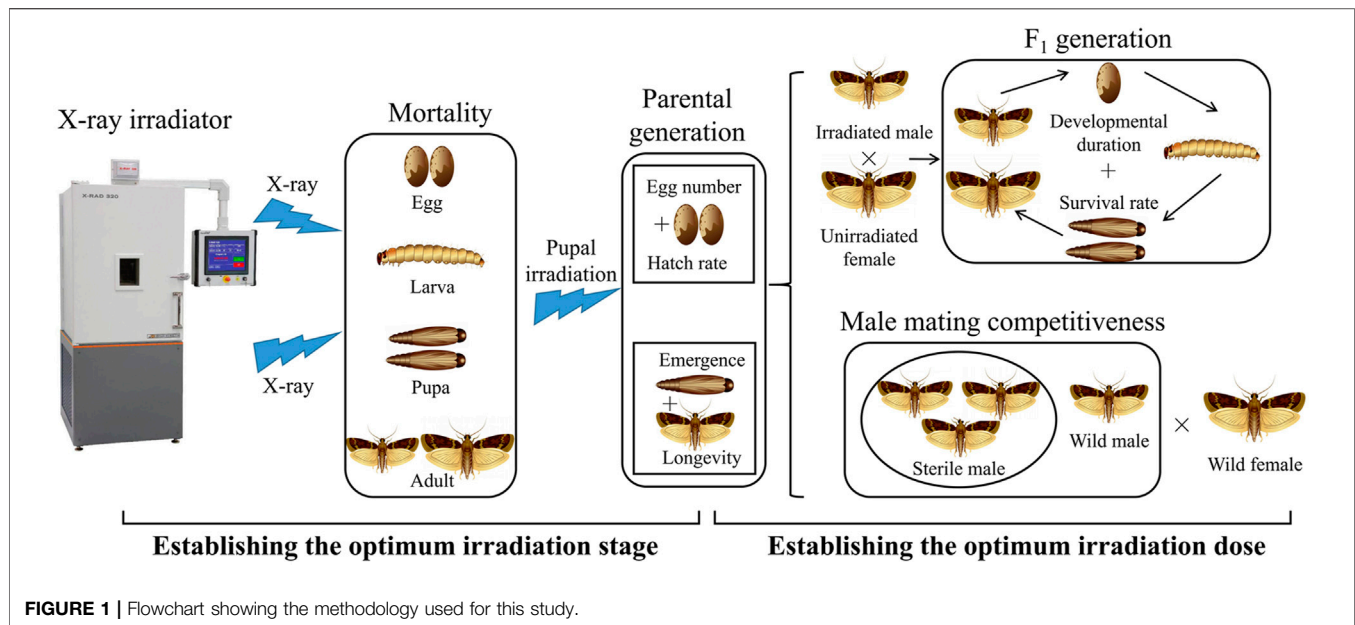 X-ray irradiator
X-RAD 320
X-ray
X-ray
Mortality
Egg
Larva
Pupa
Adult
Pupal
irradiation
Parental
generation
Egg number
+
Hatch rate
Emergence
+
Longevity
Irradiated male
×
Unirradiated
female
F₁ generation
Developmental
duration
+
Survival rate
Male mating competitiveness
Sterile male
Wild male
×
Wild female
Establishing the optimum irradiation stage
Establishing the optimum irradiation dose
FIGURE 1 | Flowchart showing the methodology used for this study.